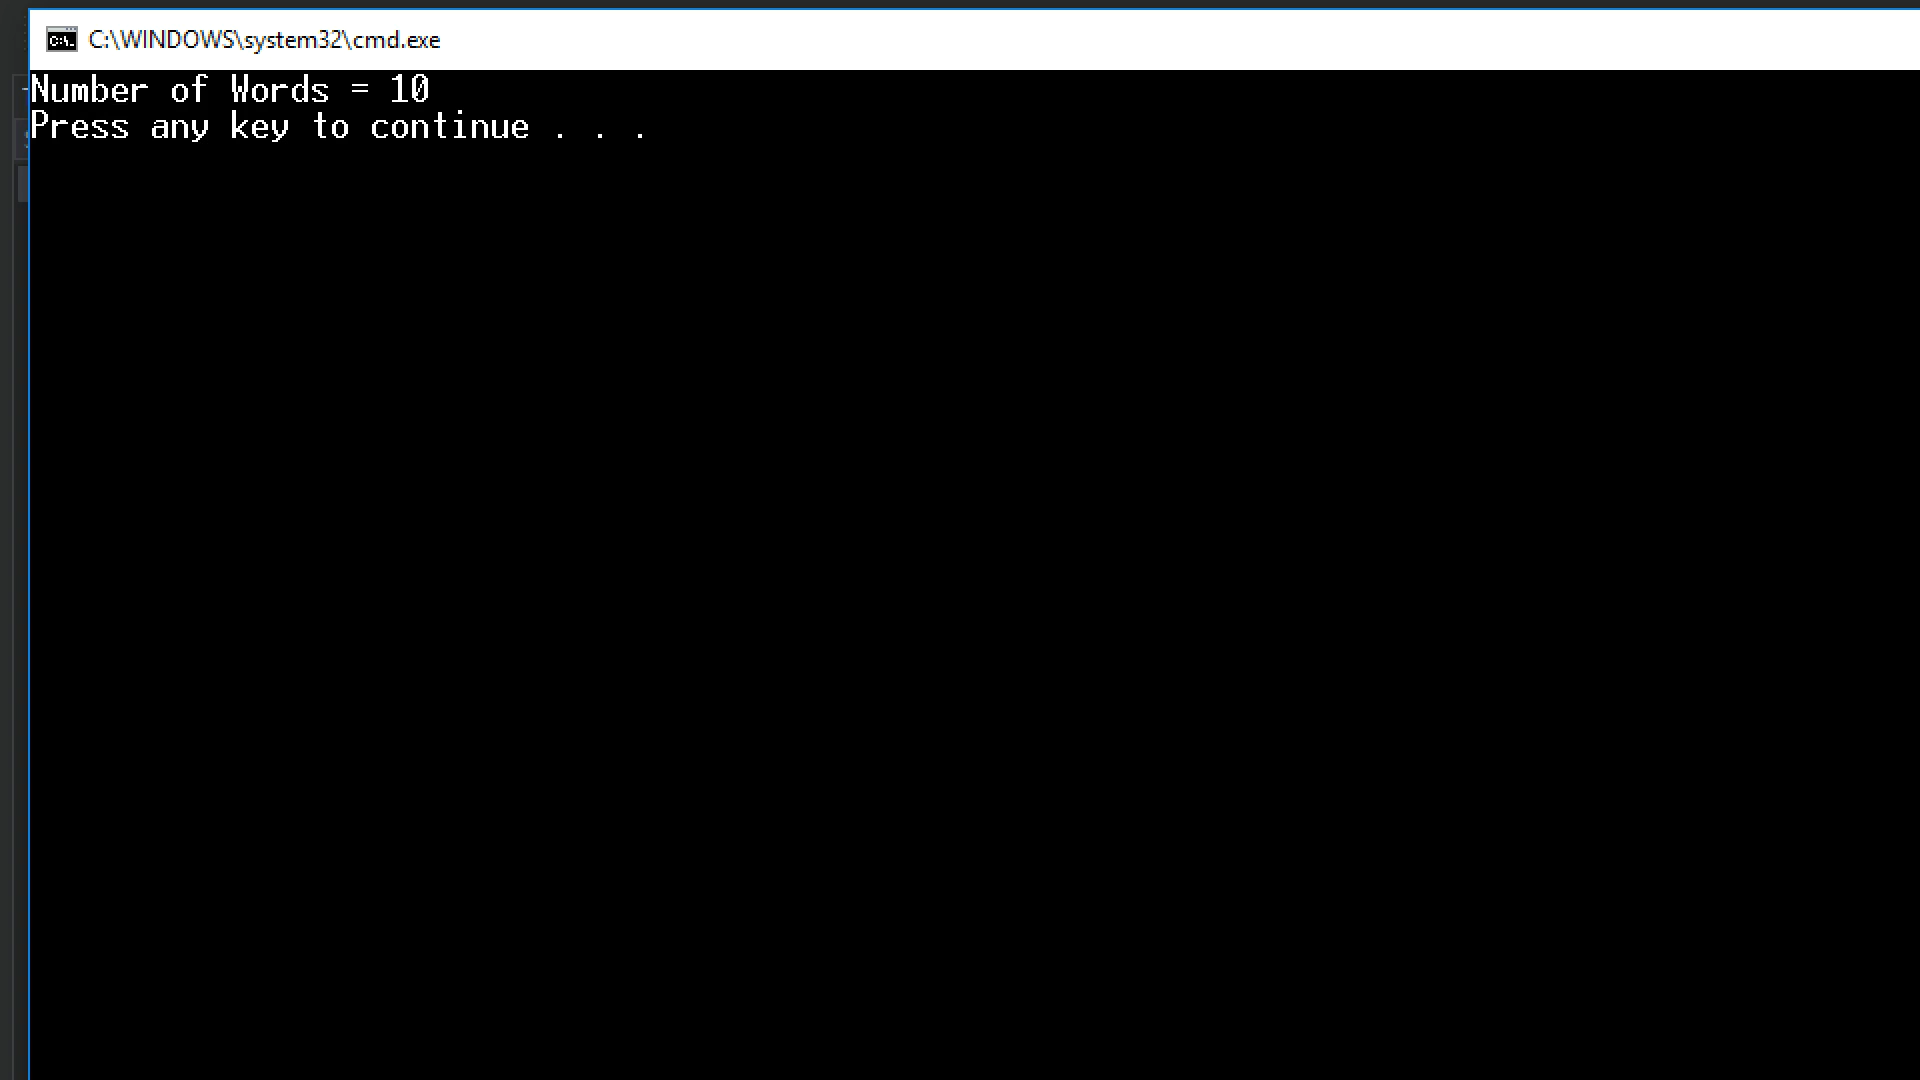 C:\WINDOWS\system32\cmd.exe
Number of Words = 10
Press any key to continue . . .